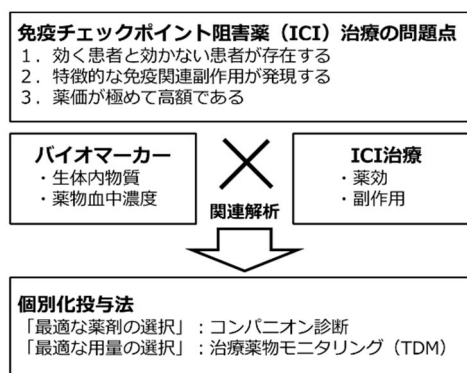 免疫チェックポイント阻害薬（ICI）治療の問題点
１．効く患者と効かない患者が存在する
２．特徴的な免疫関連副作用が発現する
３．薬価が極めて高額である
バイオマーカー
・生体内物質
・薬物血中濃度
関連解析
ICI治療
・薬効
・副作用
個別化投与法
「最適な薬剤の選択」：コンパニオン診断
「最適な用量の選択」：治療薬物モニタリング（TDM）